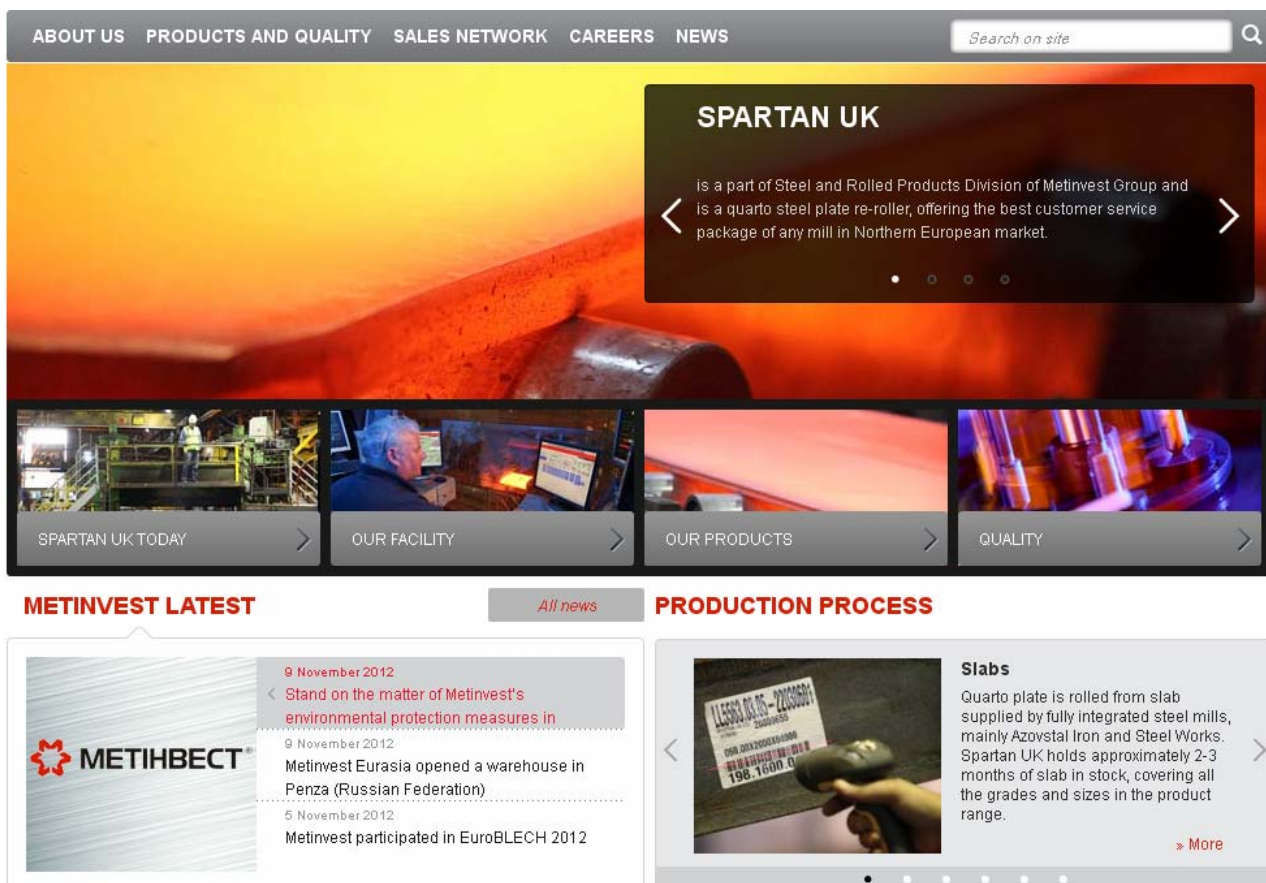 ABOUT US PRODUCTS AND QUALITY SALES NETWORK CAREERS NEWS Search on site
SPARTAN UK
is a part of Steel and Rolled Products Division of Metinvest Group and
is a quarto steel plate re-roller, offering the best customer service
package of any mill in Northern European market.
SPARTAN UK TODAY
OUR FACILITY
OUR PRODUCTS
QUALITY
METINVEST LATEST
All news
МЕТІНВЕСТ
9 November 2012
Stand on the matter of Metinvest's
environmental protection measures in
9 November 2012
Metinvest Eurasia opened a warehouse in
Penza (Russian Federation)
5 November 2012
Metinvest participated in EuroBLECH 2012
PRODUCTION PROCESS
Slabs
Quarto plate is rolled from slab
supplied by fully integrated steel mills,
mainly Azovstal Iron and Steel Works.
Spartan UK holds approximately 2-3
months of slab in stock, covering all
the grades and sizes in the product
range.
» More